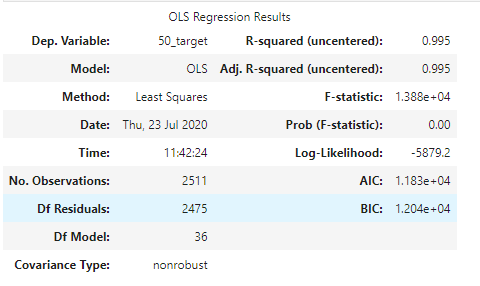 OLS Regression Results
Dep. Variable: 50_target R-squared (uncentered): 0.995
Model: OLS Adj. R-squared (uncentered): 0.995
Method: Least Squares F-statistic: 1.388e+04
Date: Thu, 23 Jul 2020 Prob (F-statistic): 0.00
Time: 11:42:24 Log-Likelihood: -5879.2
No. Observations: 2511 AIC: 1.183e+04
Df Residuals: 2475 BIC: 1.204e+04
Df Model: 36
Covariance Type: nonrobust